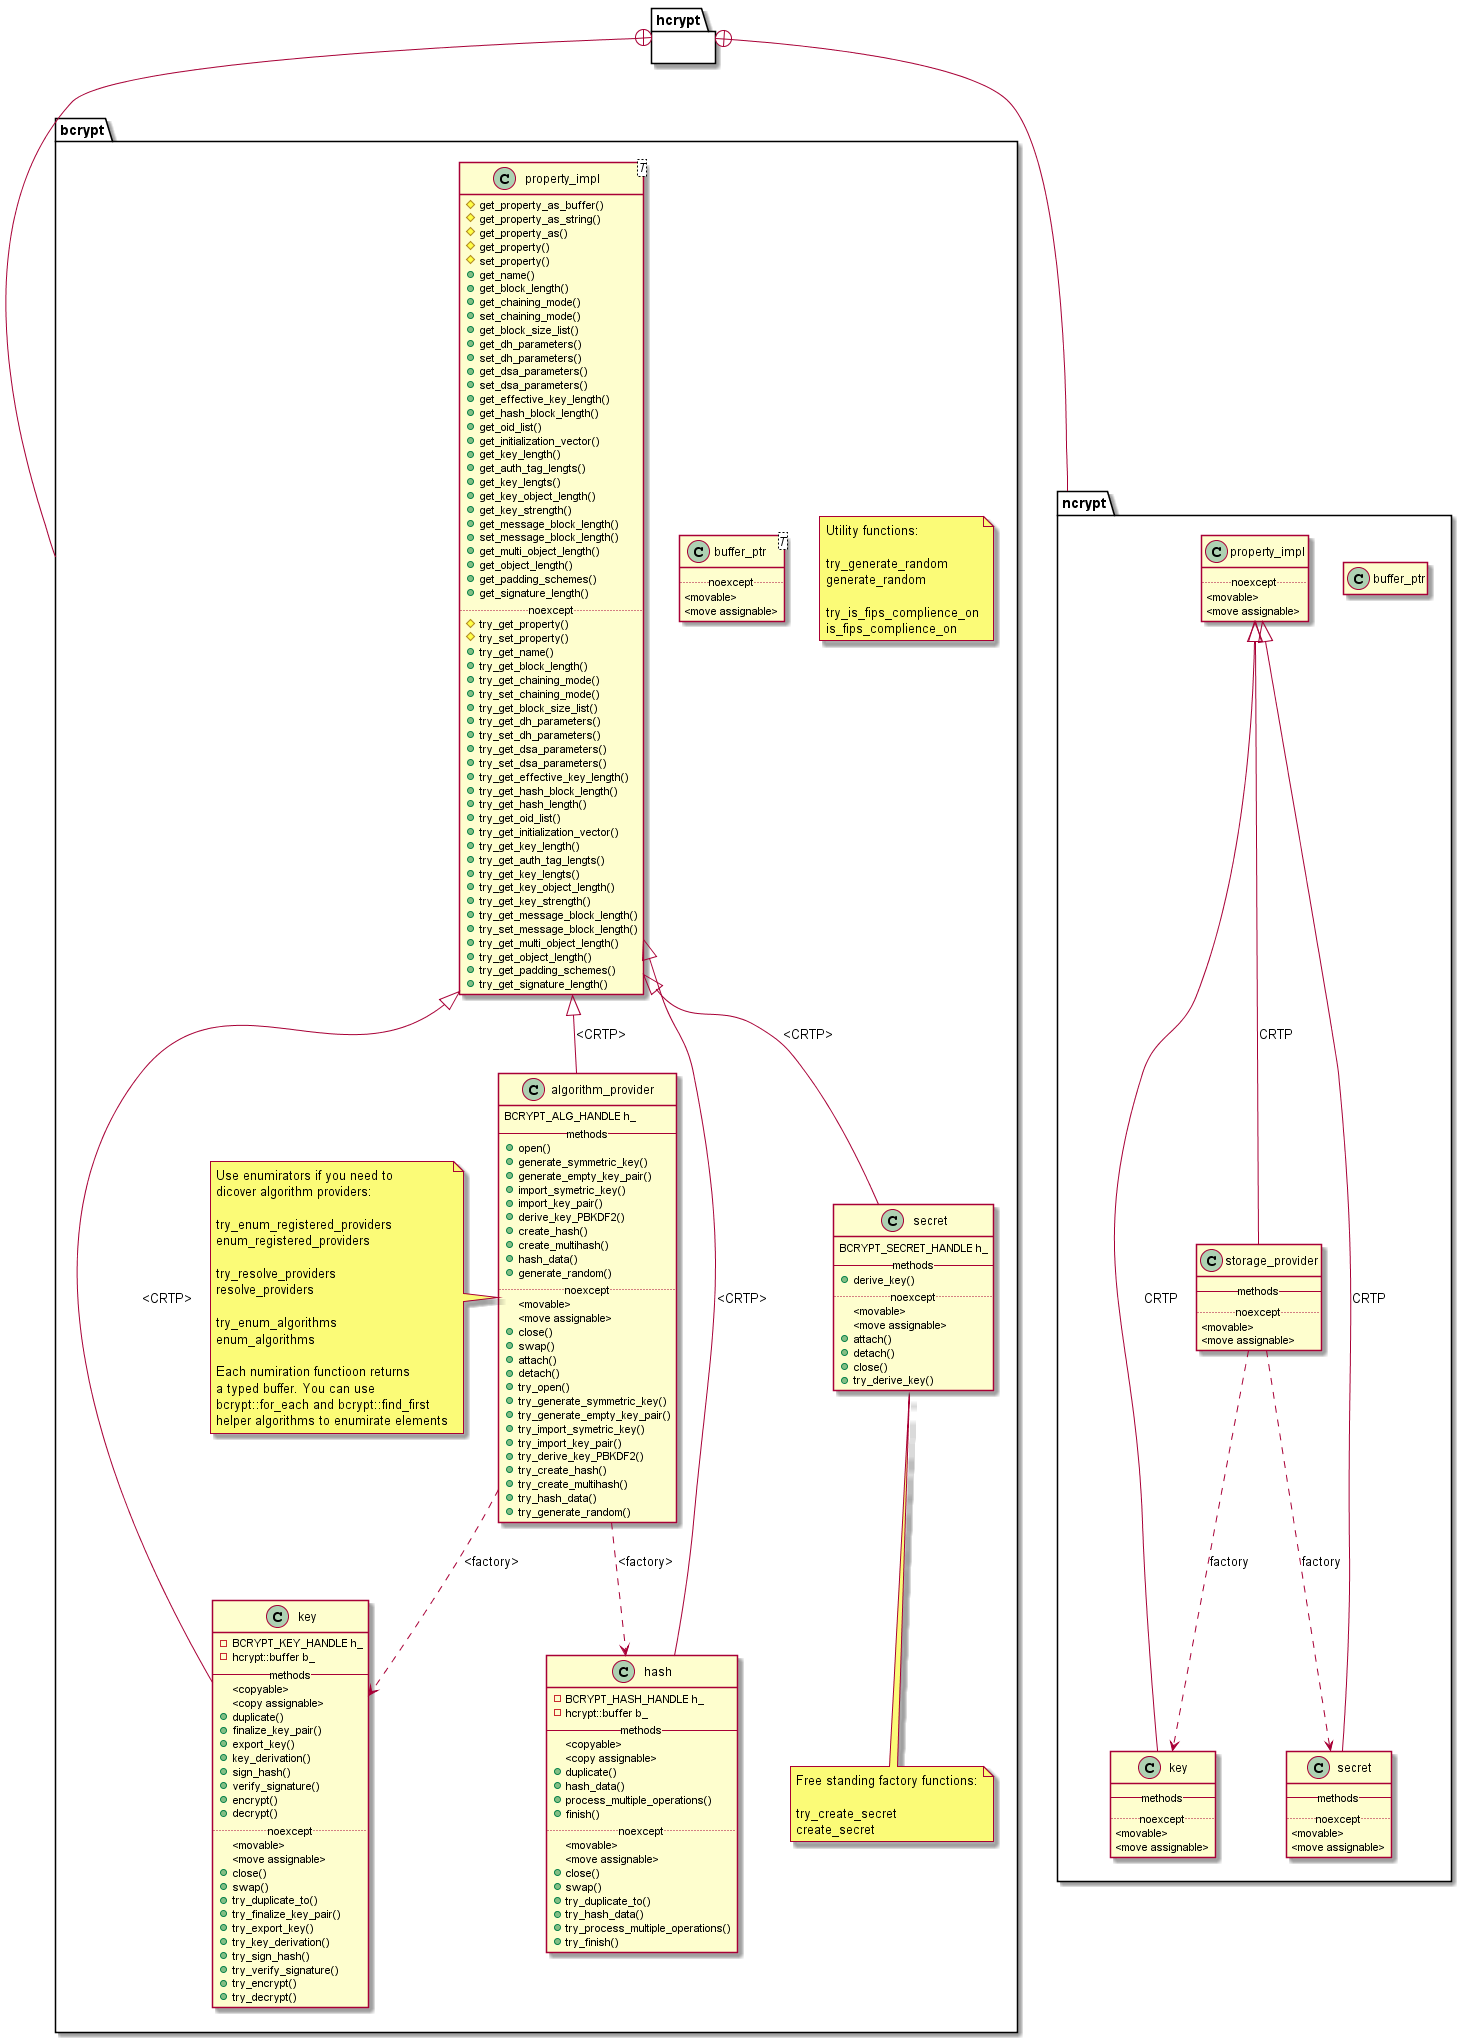 hcrypt
bcrypt
C property_impl
T
get_property_as_buffer()
get_property_as_string()
get_property_as()
get_property()
set_property()
get_name()
get_block_length()
get_chaining_mode()
set_chaining_mode()
get_block_size_list()
get_dh_parameters()
set_dh_parameters()
get_dsa_parameters()
set_dsa_parameters()
get_effective_key_length()
get_hash_block_length()
get_oid_list()
get_initialization_vector()
get_key_length()
get_auth_tag_lengts()
get_key_lengts()
get_key_object_length()
get_key_strength()
get_message_block_length()
set_message_block_length()
get_multi_object_length()
get_object_length()
get_padding_schemes()
get_signature_length()
noexcept
try_get_property()
try_set_property()
try_get_name()
try_get_block_length()
try_get_chaining_mode()
try_set_chaining_mode()
try_get_block_size_list()
try_get_dh_parameters()
try_set_dh_parameters()
try_get_dsa_parameters()
try_set_dsa_parameters()
try_get_effective_key_length()
try_get_hash_block_length()
try_get_hash_length()
try_get_oid_list()
try_get_initialization_vector()
try_get_key_length()
try_get_auth_tag_lengts()
try_get_key_lengts()
try_get_key_object_length()
try_get_key_strength()
try_get_message_block_length()
try_set_message_block_length()
try_get_multi_object_length()
try_get_object_length()
try_get_padding_schemes()
try_get_signature_length()
C buffer_ptr
T
noexcept
<movable>
<move assignable>
Utility functions:
try_generate_random
generate_random
try_is_fips_complience_on
is_fips_complience_on
<CRTP>
<CRTP>
<CRTP>
<CRTP>
C algorithm_provider
BCRYPT_ALG_HANDLE h_
methods
open()
generate_symmetric_key()
generate_empty_key_pair()
import_symetric_key()
import_key_pair()
derive_key_PBKDF2()
create_hash()
create_multihash()
hash_data()
generate_random()
noexcept
<movable>
<move assignable>
close()
swap()
attach()
detach()
try_open()
try_generate_symmetric_key()
try_generate_empty_key_pair()
try_import_symetric_key()
try_import_key_pair()
try_derive_key_PBKDF2()
try_create_hash()
try_create_multihash()
try_hash_data()
try_generate_random()
Use enumirators if you need to
dicover algorithm providers:
try_enum_registered_providers
enum_registered_providers
try_resolve_providers
resolve_providers
try_enum_algorithms
enum_algorithms
Each numiration functioon returns
a typed buffer. You can use
bcrypt::for_each and bcrypt::find_first
helper algorithms to enumirate elements
C secret
BCRYPT_SECRET_HANDLE h_
methods
derive_key()
noexcept
<movable>
<move assignable>
attach()
detach()
close()
try_derive_key()
<factory>
<factory>
C key
BCRYPT_KEY_HANDLE h_
hcrypt::buffer b_
methods
<copyable>
<copy assignable>
duplicate()
finalize_key_pair()
export_key()
key_derivation()
sign_hash()
verify_signature()
encrypt()
decrypt()
noexcept
<movable>
<move assignable>
close()
swap()
try_duplicate_to()
try_finalize_key_pair()
try_export_key()
try_key_derivation()
try_sign_hash()
try_verify_signature()
try_encrypt()
try_decrypt()
C hash
BCRYPT_HASH_HANDLE h_
hcrypt::buffer b_
methods
<copyable>
<copy assignable>
duplicate()
hash_data()
process_multiple_operations()
finish()
noexcept
<movable>
<move assignable>
close()
swap()
try_duplicate_to()
try_hash_data()
try_process_multiple_operations()
try_finish()
Free standing factory functions:
try_create_secret
create_secret
ncrypt
C property_impl
noexcept
<movable>
<move assignable>
C buffer_ptr
CRTP
CRTP
CRTP
C storage_provider
methods
noexcept
<movable>
<move assignable>
factory
factory
C key
methods
noexcept
<movable>
<move assignable>
C secret
methods
noexcept
<movable>
<move assignable>